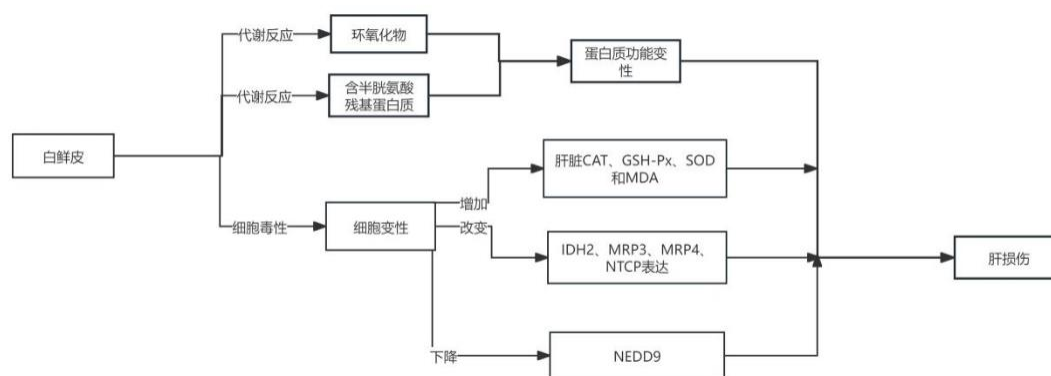 代谢反应
环氧化物
蛋白质功能变
性
代谢反应
含半胱氨酸
残基蛋白质
白鲜皮
肝脏CAT、GSH-Px、SOD
和MDA
增加
细胞毒性
细胞变性
改变
IDH2、MRP3、MRP4、
NTCP表达
肝损伤
下降
NEDD9